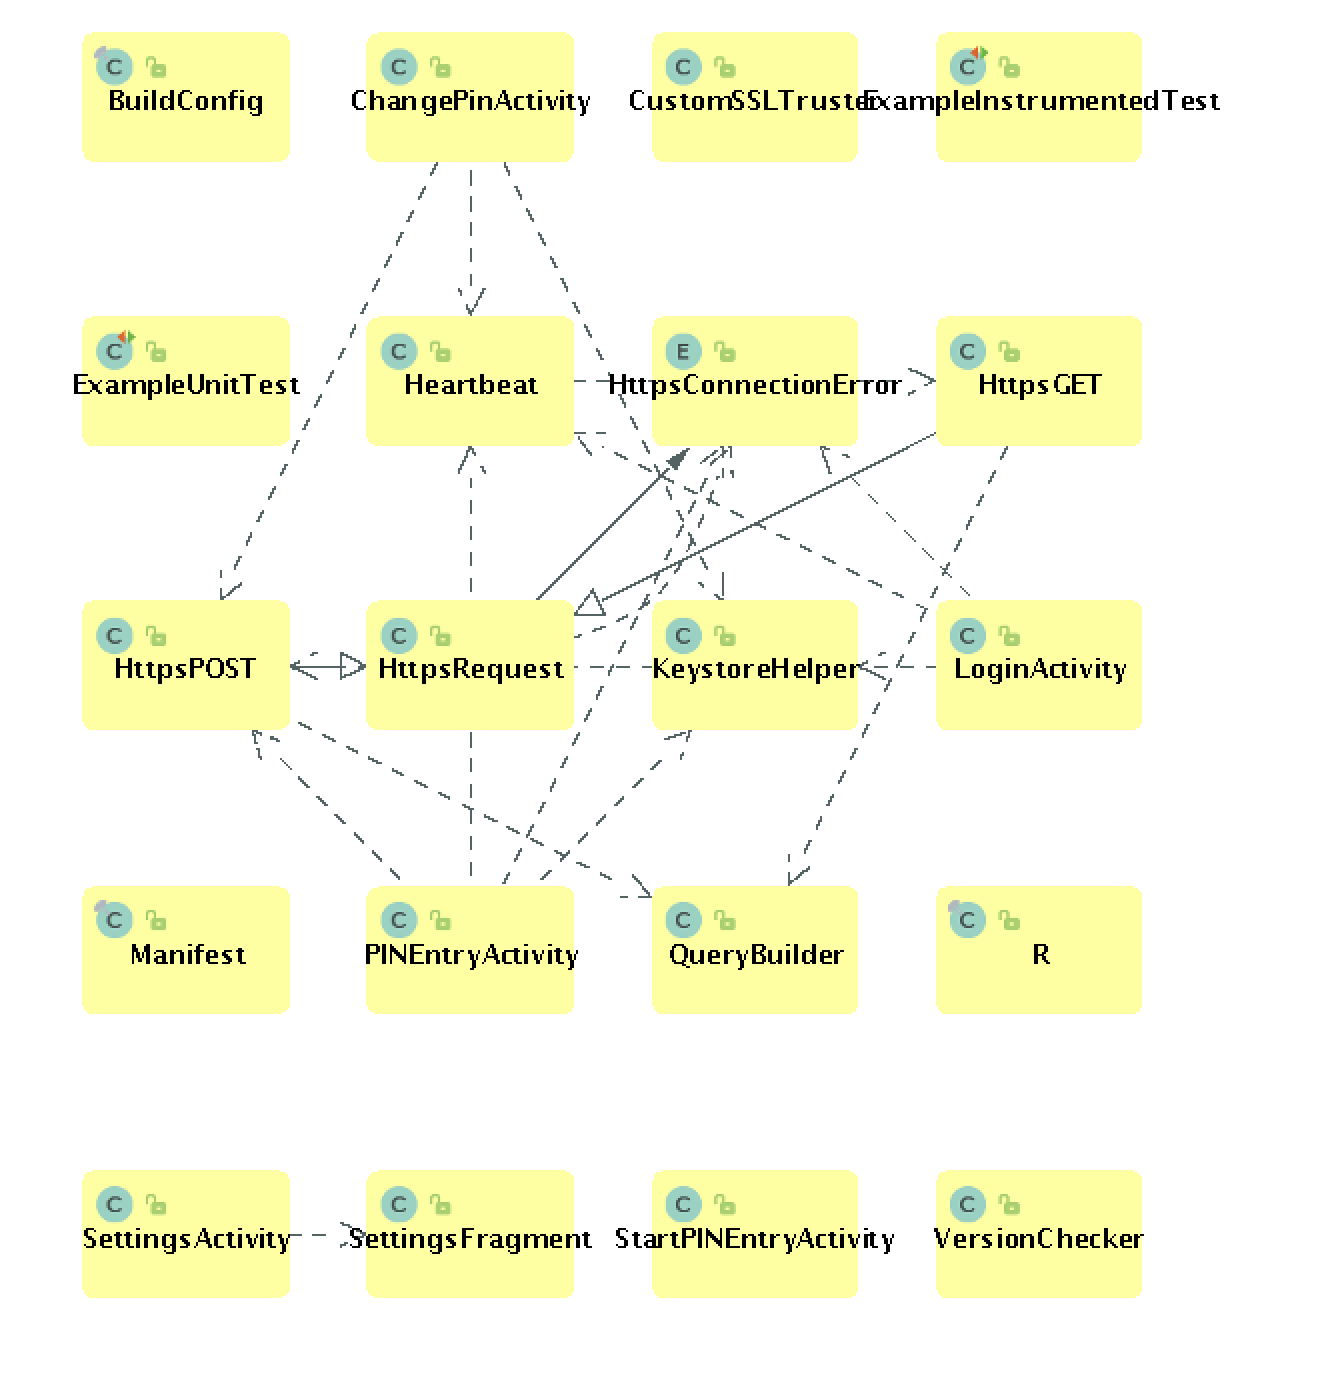 C
BuildConfig
C
ChangePinActivity
C
CustomSSLTruster
C
ExampleInstrumentedTest
C
ExampleUnitTest
C
Heartbeat
E
HttpsConnectionError
C
HttpsGET
C
HttpsPOST
C
HttpsRequest
C
KeystoreHelper
C
LoginActivity
C
Manifest
C
PINEntryActivity
C
QueryBuilder
C
R
C
SettingsActivity
C
SettingsFragment
C
StartPINEntryActivity
C
VersionChecker